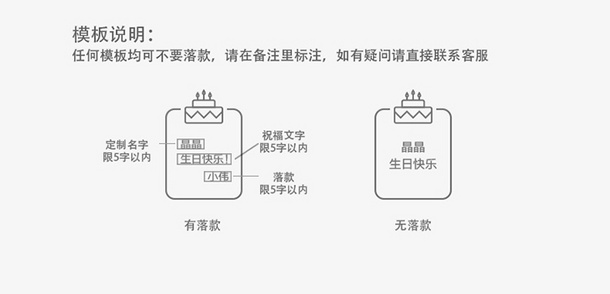 模板说明：
任何模板均可不要落款，请在备注里标注，如有疑问请直接联系客服
定制名字
限5字以内
晶晶
生日快乐！
小伟
祝福文字
限5字以内
落款
限5字以内
有落款
晶晶
生日快乐
无落款